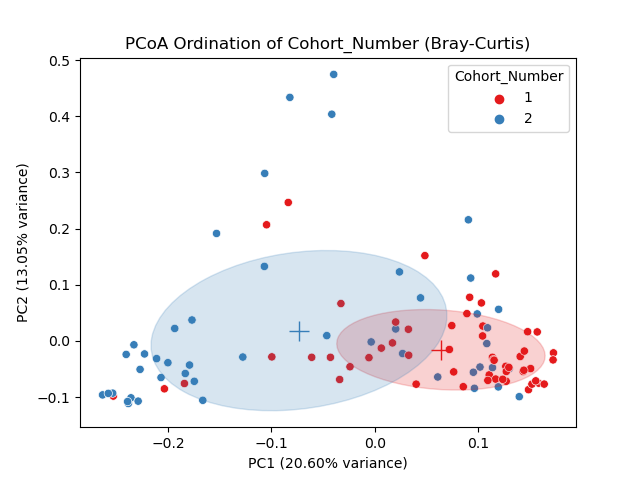 PCoA Ordination of Cohort_Number (Bray-Curtis)
Cohort_Number
1
2
PC2 (13.05% variance)
0.5
0.4
0.3
0.2
0.1
0.0
−0.1
−0.2 −0.1 0.0 0.1
PC1 (20.60% variance)